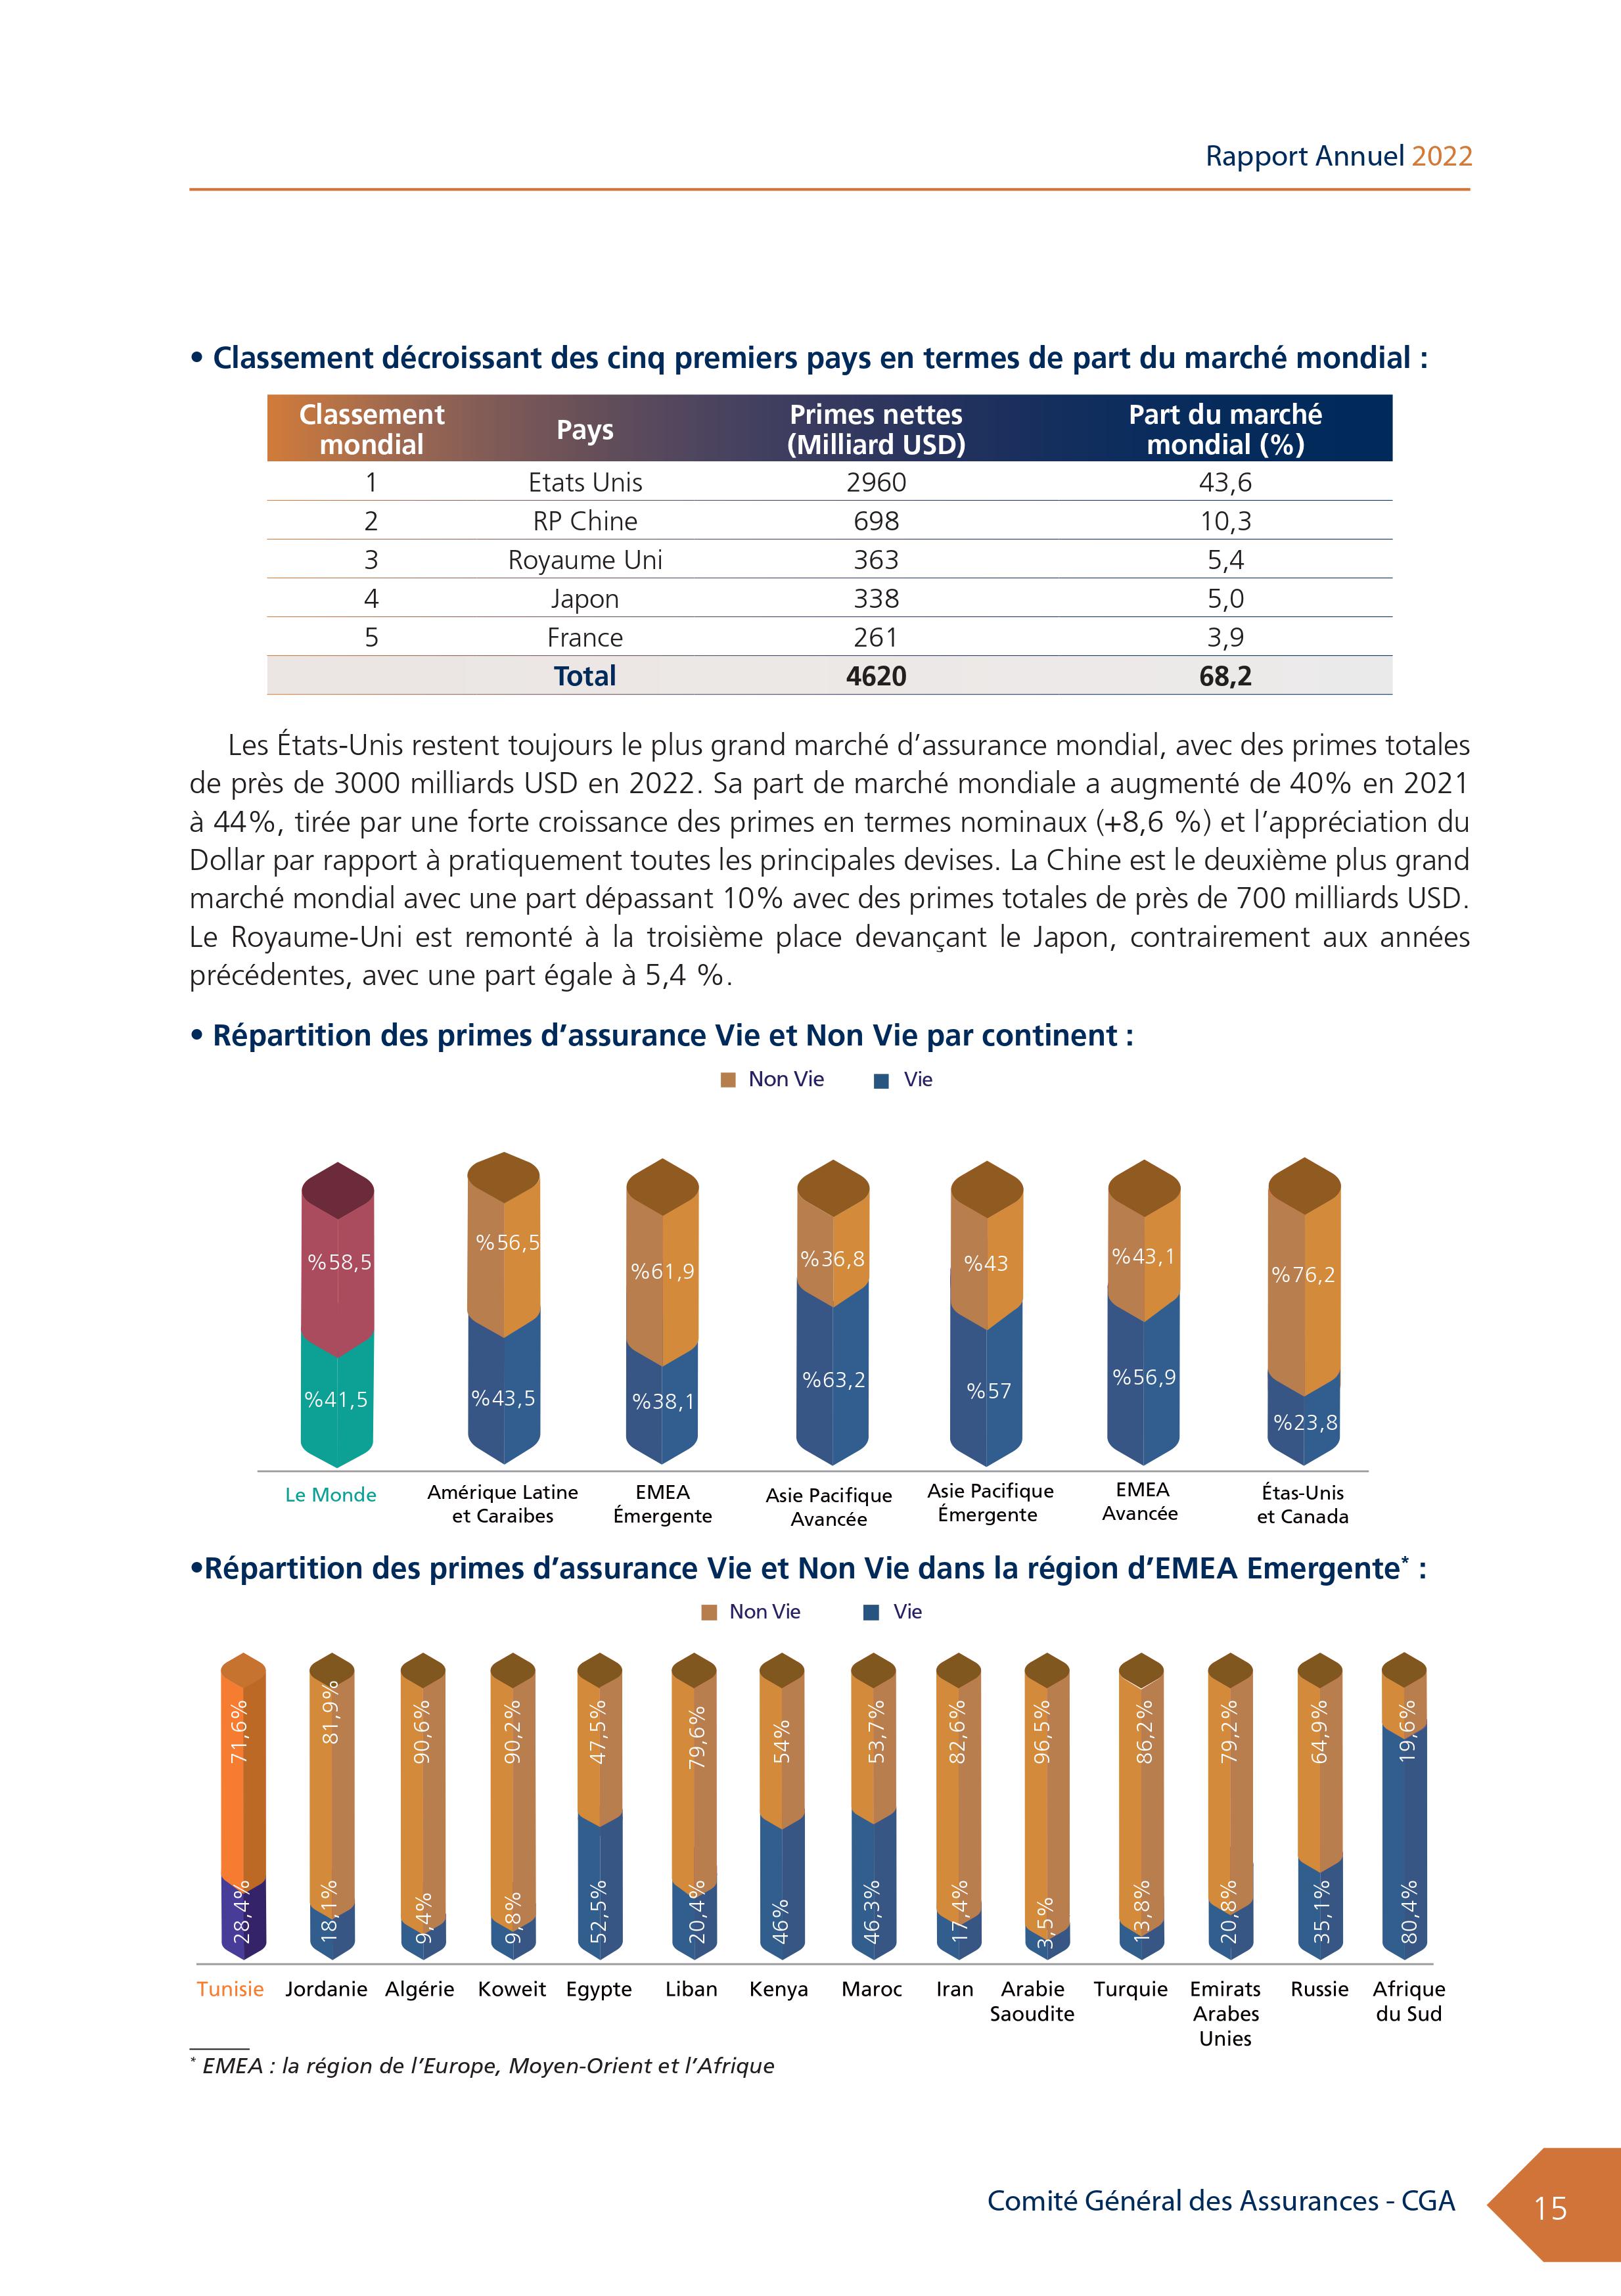 Rapport Annuel 2022
• Classement décroissant des cinq premiers pays en termes de part du marché mondial :
Classement mondial Pays Primes nettes (Milliard USD) Part du marché mondial (%)
1 Etats Unis 2960 43,6
2 RP Chine 698 10,3
3 Royaume Uni 363 5,4
4 Japon 338 5,0
5 France 261 3,9
Total 4620 68,2
Les États-Unis restent toujours le plus grand marché d’assurance mondial, avec des primes totales
de près de 3000 milliards USD en 2022. Sa part de marché mondiale a augmenté de 40% en 2021
à 44%, tirée par une forte croissance des primes en termes nominaux (+8,6 %) et l’appréciation du
Dollar par rapport à pratiquement toutes les principales devises. La Chine est le deuxième plus grand
marché mondial avec une part dépassant 10% avec des primes totales de près de 700 milliards USD.
Le Royaume-Uni est remonté à la troisième place devançant le Japon, contrairement aux années
précédentes, avec une part égale à 5,4 %.
• Répartition des primes d’assurance Vie et Non Vie par continent :
Non Vie Vie
%58,5 %56,5 %61,9 %36,8 %43 %43,1 %76,2
%41,5 %43,5 %38,1 %63,2 %57 %56,9 %23,8
Le Monde Amérique Latine et Caraibes EMEA Émergente Asie Pacifique Avancée Asie Pacifique Émergente EMEA Avancée Étas-Unis et Canada
•Répartition des primes d’assurance Vie et Non Vie dans la région d’EMEA Emergente* :
Non Vie Vie
71,6% 81,9% 90,6% 90,2% 47,5% 79,6% 54% 53,7% 82,6% 96,5% 86,2% 79,2% 64,9% 19,6%
28,4% 18,1% 9,4% 9,8% 52,5% 20,4% 46% 46,3% 17,4% 3,5% 13,8% 20,8% 35,1% 80,4%
Tunisie Jordanie Algérie Koweit Egypte Liban Kenya Maroc Iran Arabie Saoudite Turquie Emirats Arabes Unies Russie Afrique du Sud
* EMEA : la région de l’Europe, Moyen-Orient et l’Afrique
Comité Général des Assurances - CGA
15